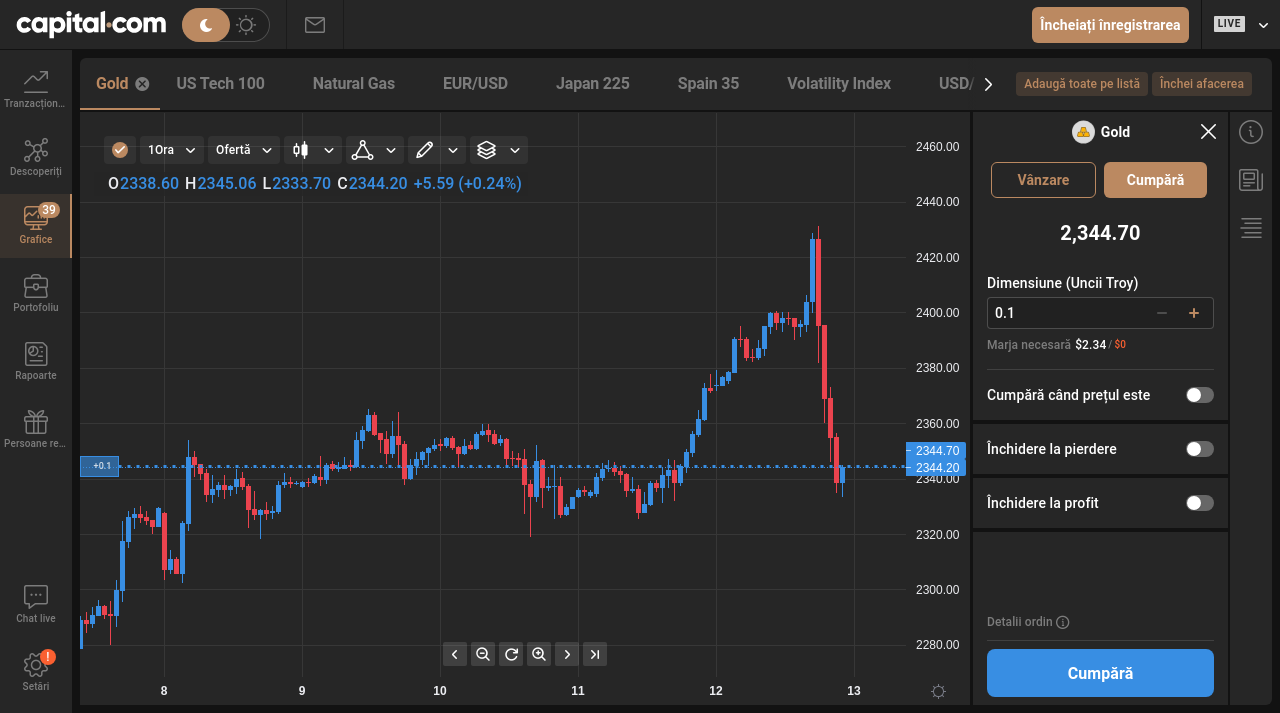 capital.com
Încheiați înregistrarea
LIVE
Tranzacțion...
Descoperiți
39
Grafice
Portofoliu
Rapoarte
Persoane re...
Chat live
!
Setări
Gold
US Tech 100
Natural Gas
EUR/USD
Japan 225
Spain 35
Volatility Index
USD/
Adaugă toate pe listă
Închei afacerea
1Ora
Ofertă
O2338.60 H2345.06 L2333.70 C2344.20 +5.59 (+0.24%)
2460.00
2440.00
2420.00
2400.00
2380.00
2360.00
2344.70
2344.20
2340.00
2320.00
2300.00
2280.00
+0.1
8
9
10
11
12
13
Gold
Vânzare
Cumpără
2,344.70
Dimensiune (Uncii Troy)
0.1
Marja necesară $2.34 / $0
Cumpără când prețul este
Închidere la pierdere
Închidere la profit
Detalii ordin
Cumpără